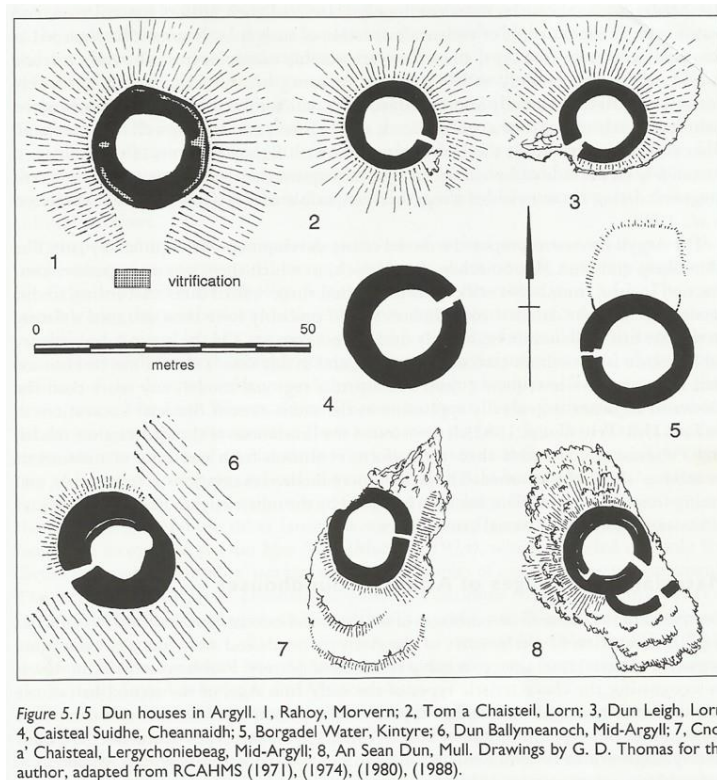 1
2
3
vitrification
0 50
metres
4
5
6
7
8
Figure 5.15 Dun houses in Argyll. 1, Rahoy, Morvern; 2, Tom a Chaisteil, Lorn; 3, Dun Leigh, Lorn
4, Caisteal Suidhe, Cheannaidh; 5, Borgadel Water, Kintyre; 6, Dun Ballymeanoch, Mid-Argyll; 7, Cnoc
a' Chaisteal, Lergychoniebeag, Mid-Argyll; 8, An Sean Dun, Mull. Drawings by G. D. Thomas for th
author, adapted from RCAHMS (1971), (1974), (1980), (1988).